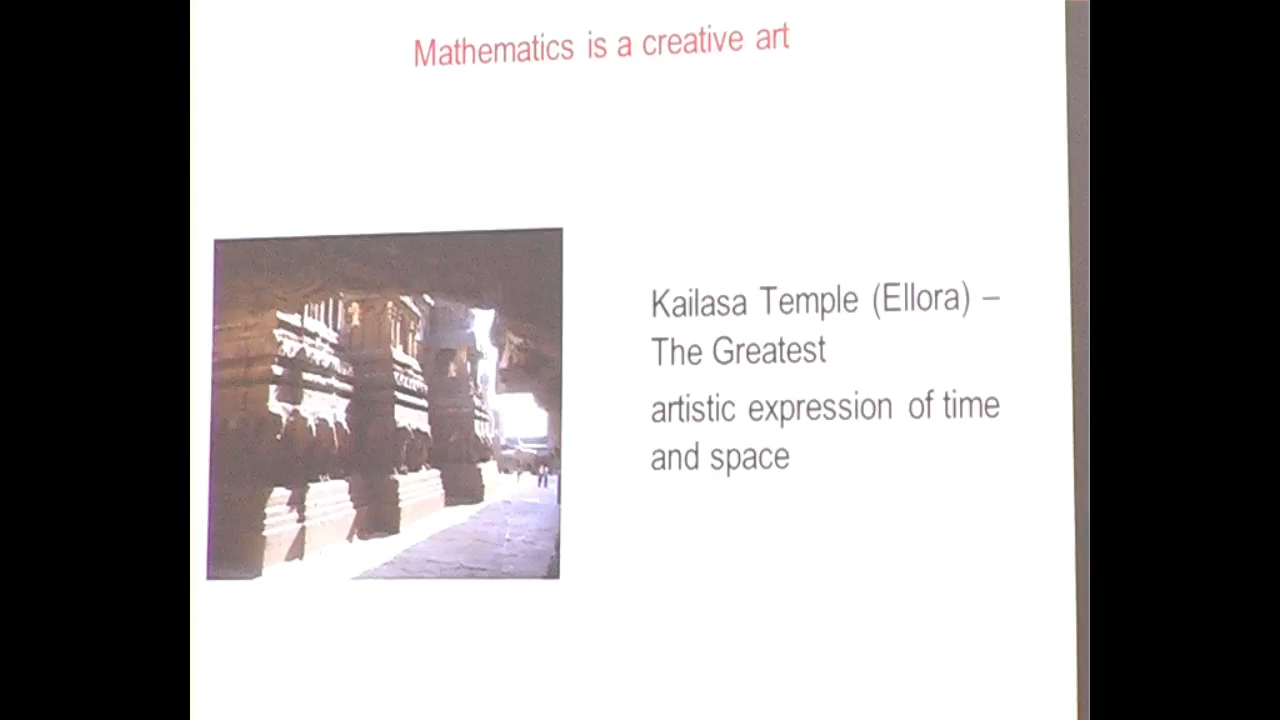 Mathematics is a creative art
Kailasa Temple (Ellora) –
The Greatest
artistic expression of time
and space